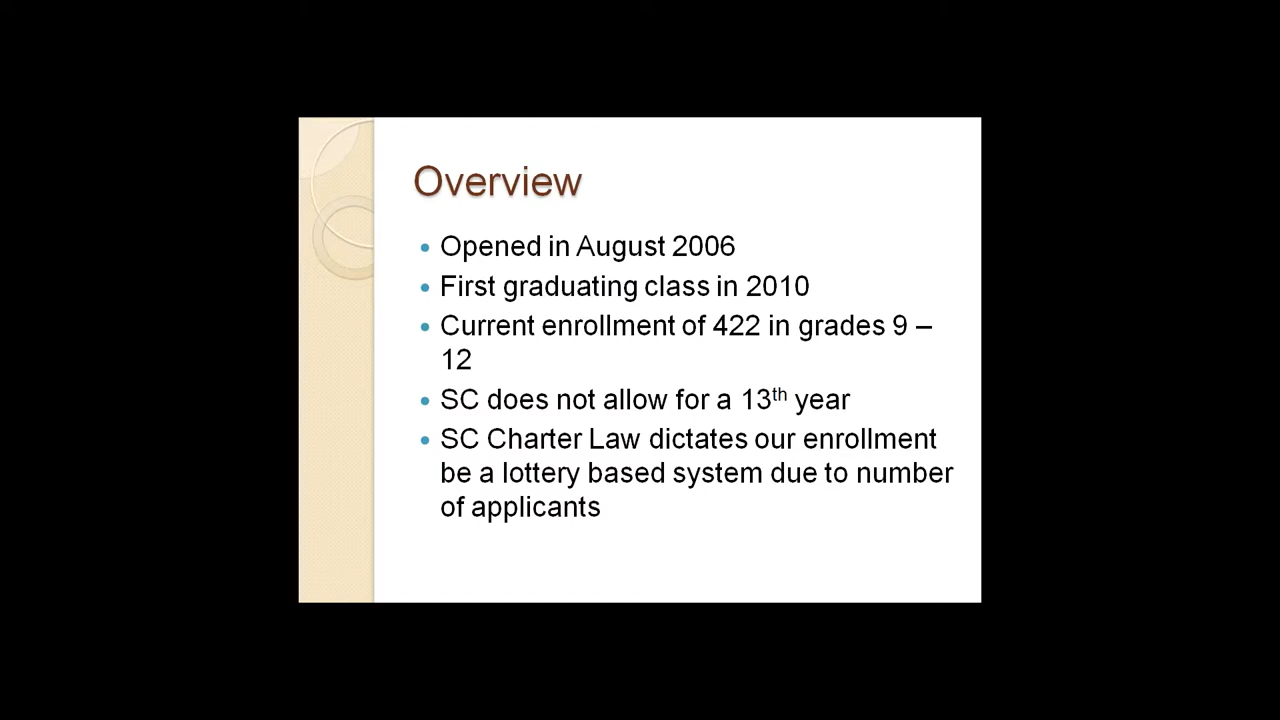 Overview
• Opened in August 2006
• First graduating class in 2010
• Current enrollment of 422 in grades 9 –
12
• SC does not allow for a 13th year
• SC Charter Law dictates our enrollment
be a lottery based system due to number
of applicants